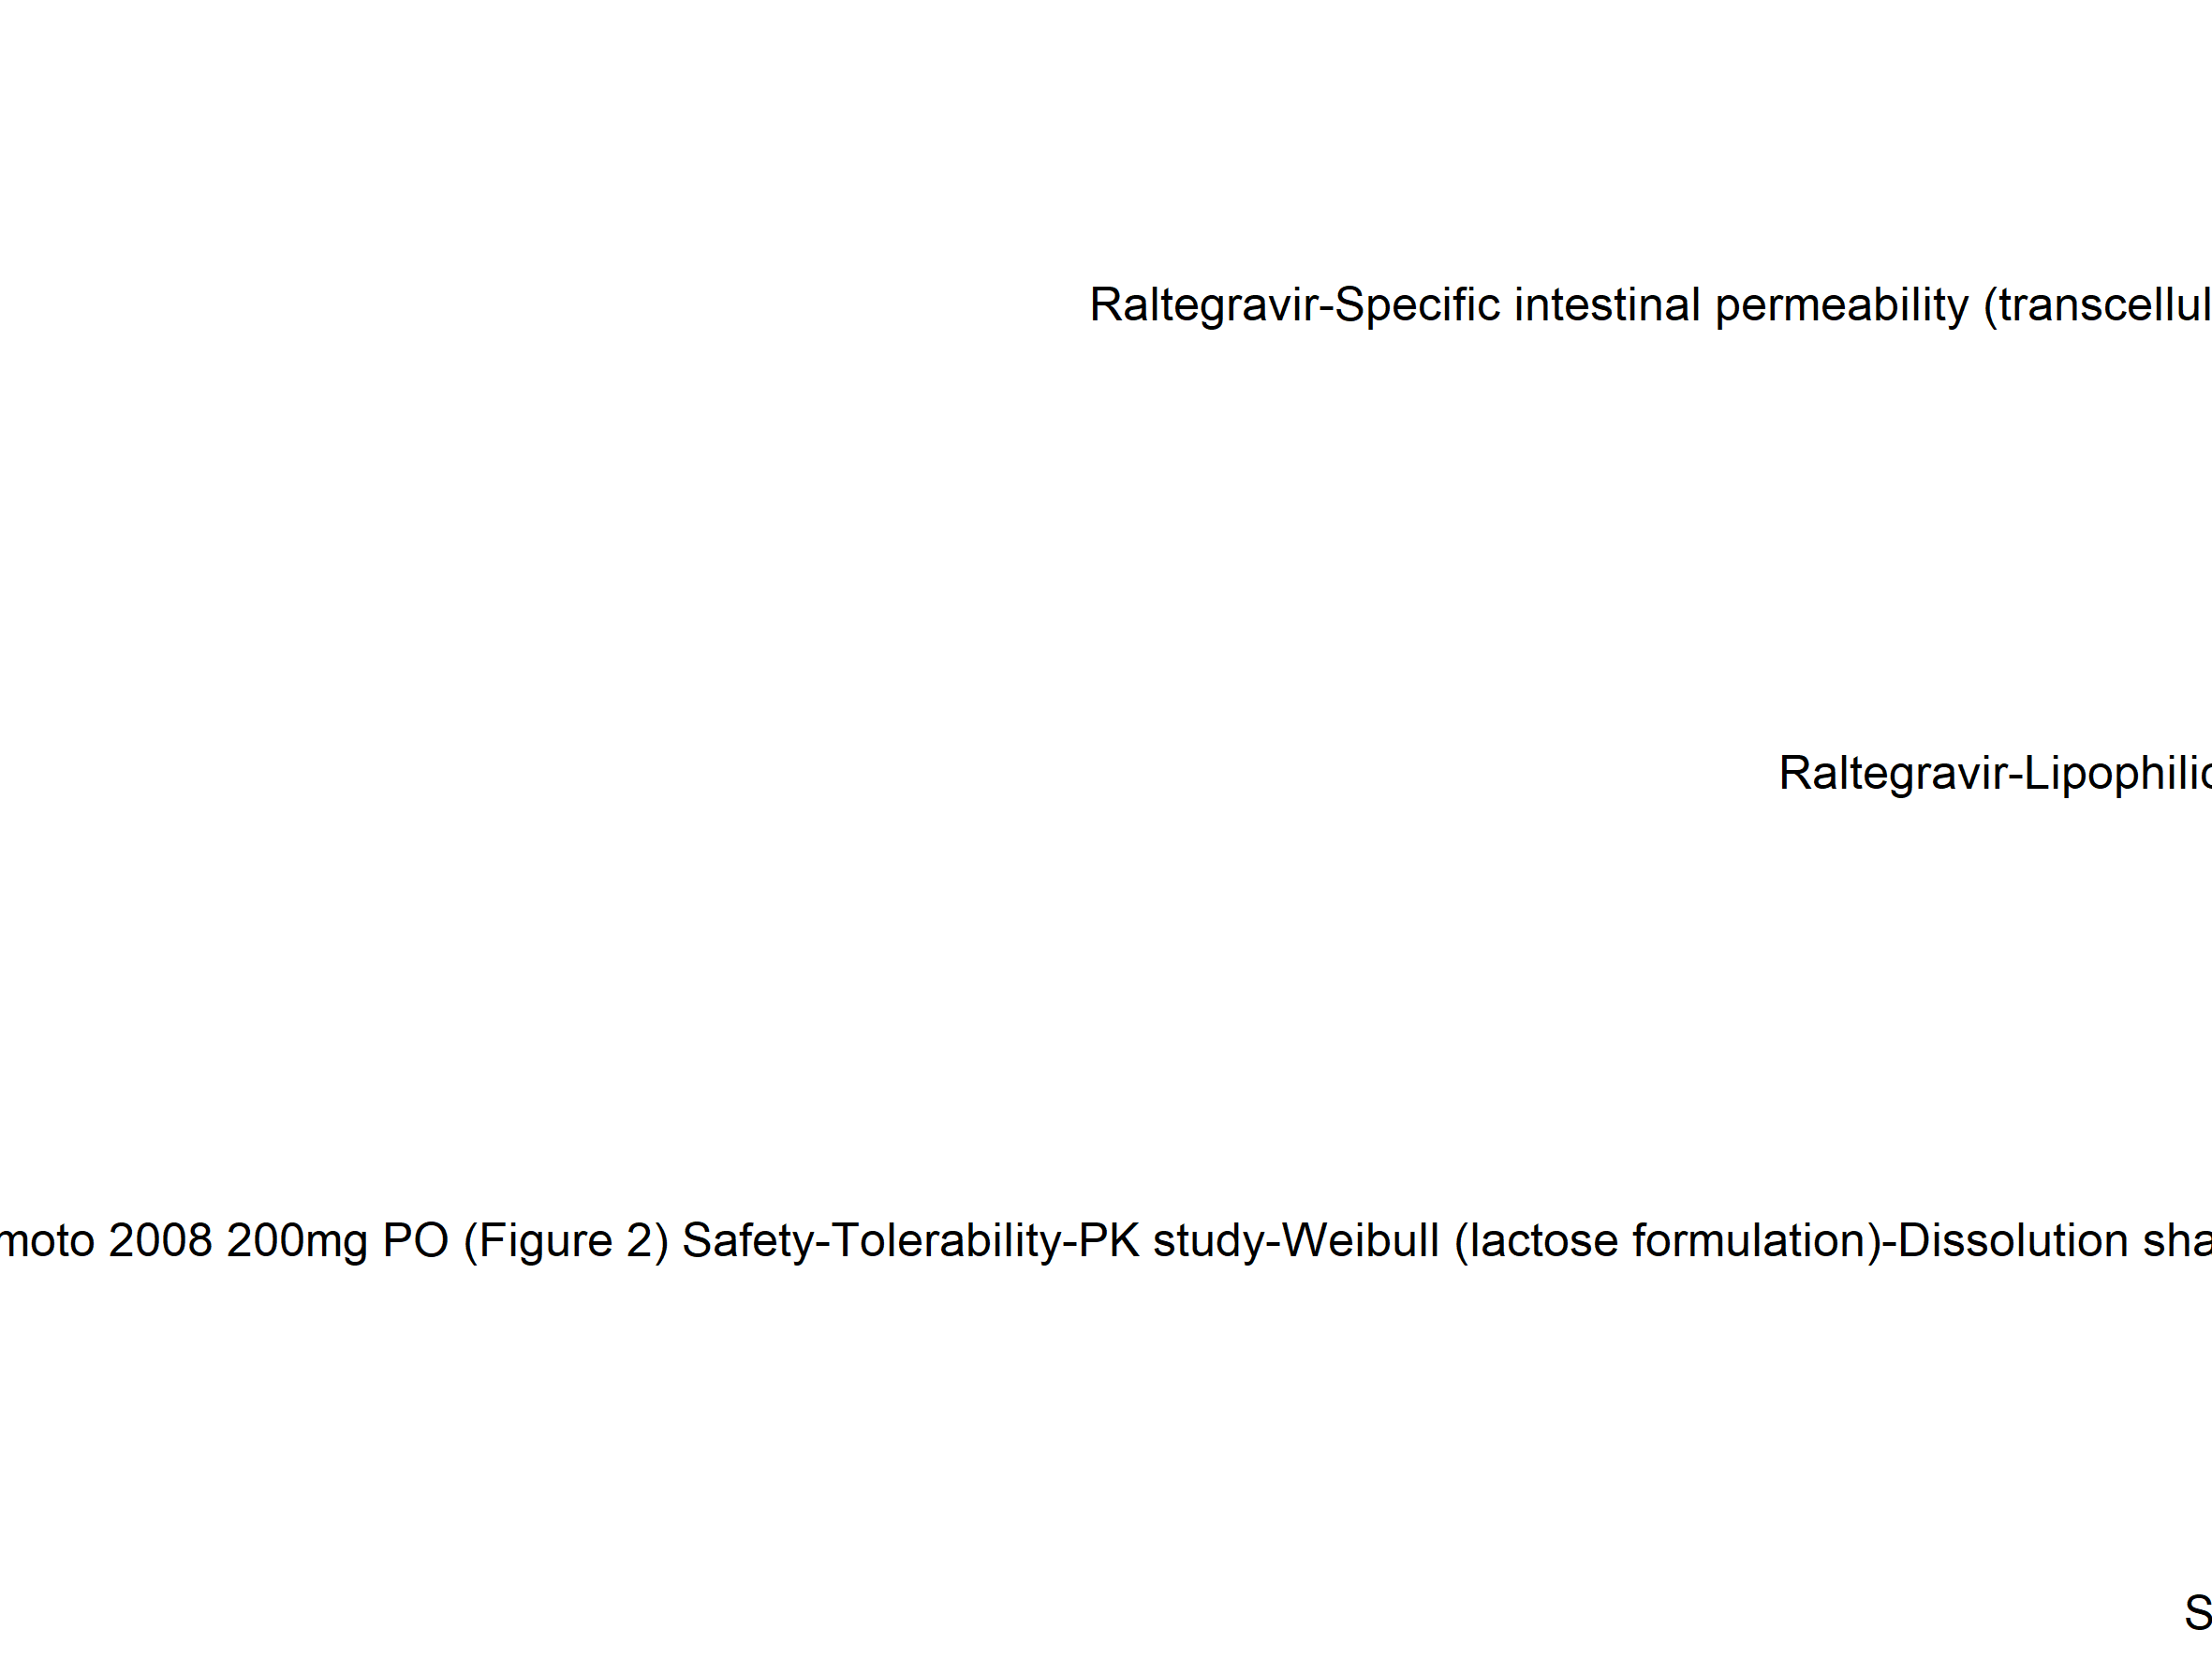 Raltegravir-Specific intestinal permeability (transcellul
Raltegravir-Lipophilic
moto 2008 200mg PO (Figure 2) Safety-Tolerability-PK study-Weibull (lactose formulation)-Dissolution sha
S